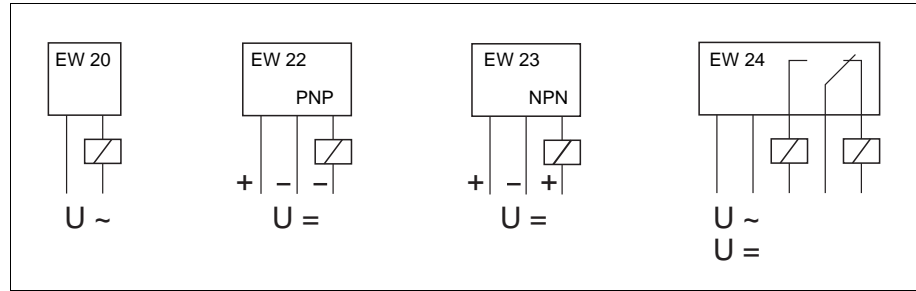 EW 20
EW 22
EW 23
EW 24
PNP
NPN
+ – –
+ – +
U ~
U =
U =
U ~
U =